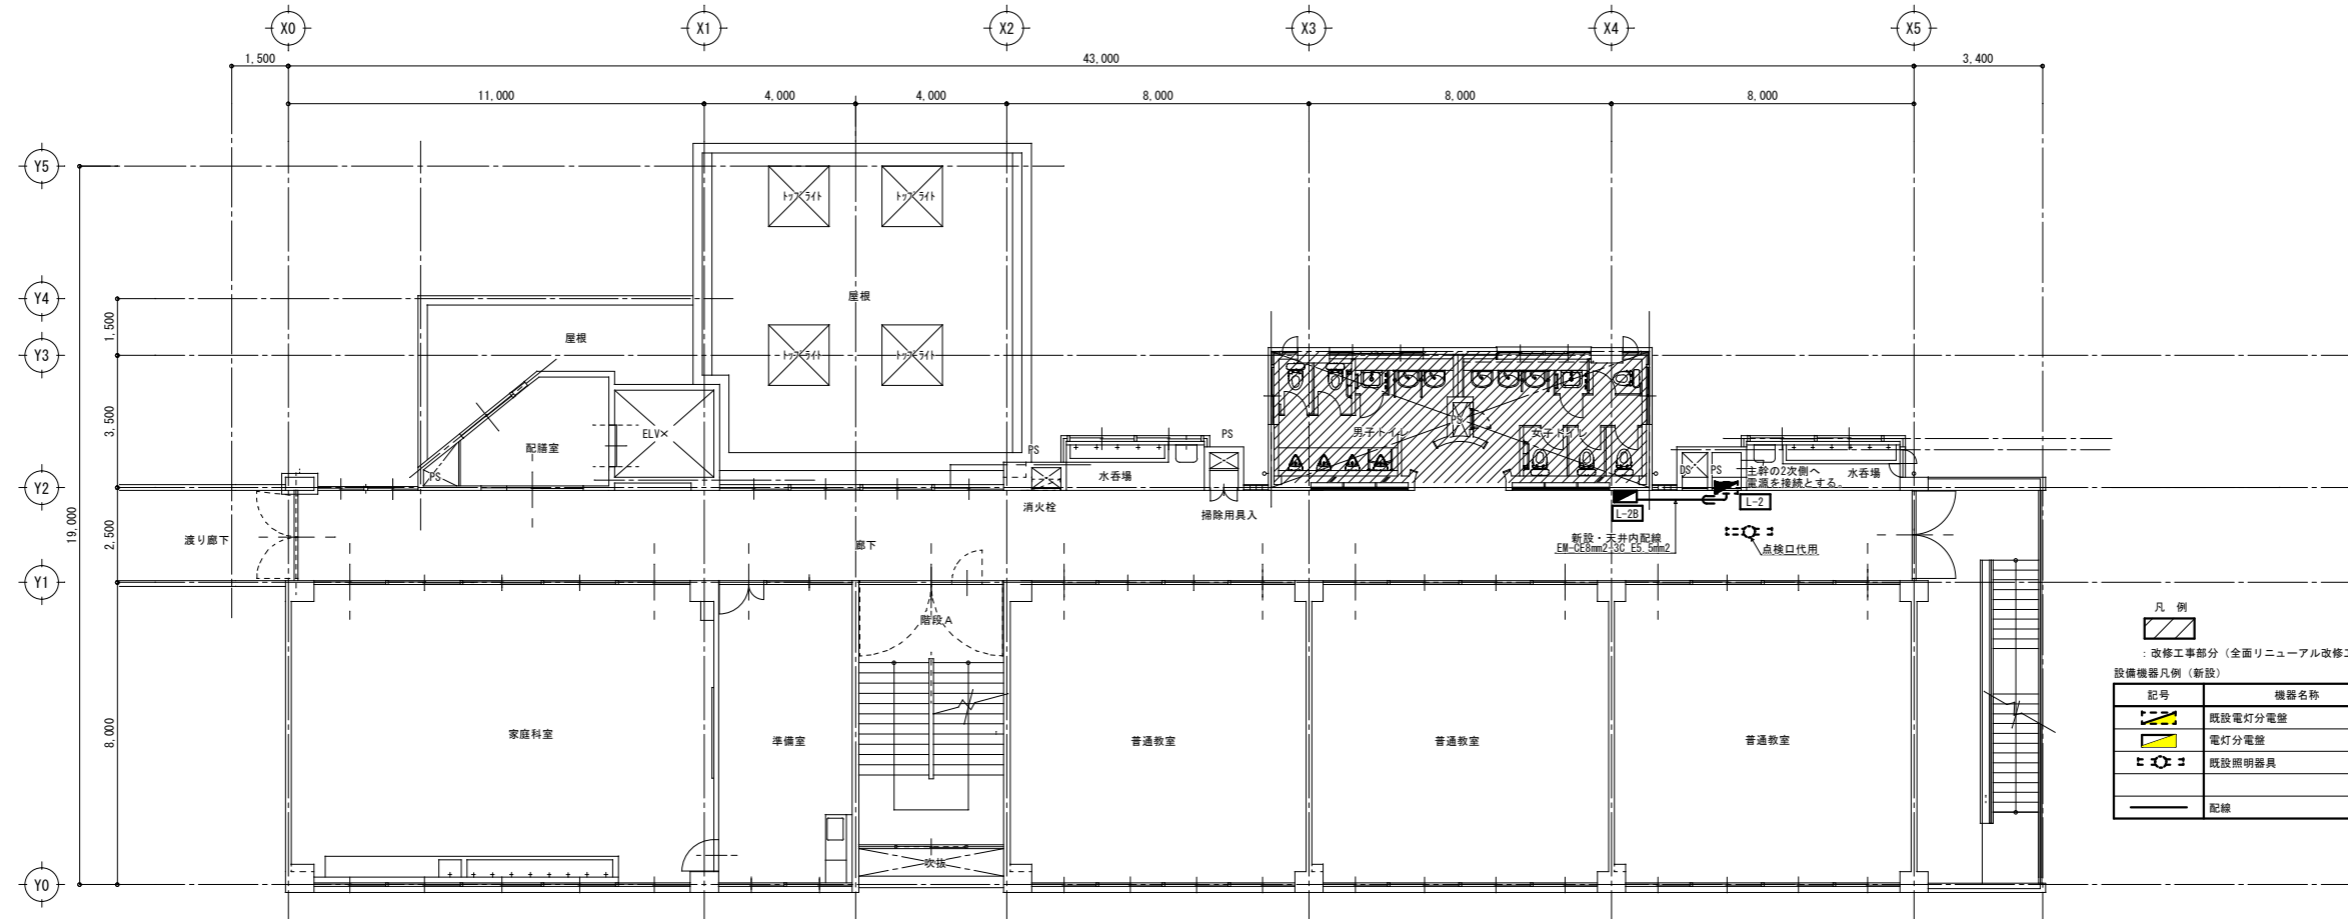 X0
X1
X2
X3
X4
X5
1,500
43,000
3,400
11,000
4,000
4,000
8,000
8,000
8,000
Y5
Y4
Y3
Y2
Y1
Y0
1,500
3,500
2,500
19,000
8,000
トップライト
トップライト
屋根
トップライト
トップライト
屋根
ELV
配膳室
PS
PS
水呑場
PS
消火栓
掃除用具入
男子トイレ
PS
女子トイレ
DS
PS
主幹の2次側へ
電源を接続とする。
水呑場
L-2B
L-2
新設・天井内配線
EM-CE8mm2-3C E5.5mm2
点検口代用
渡り廊下
廊下
階段A
家庭科室
準備室
吹抜
普通教室
普通教室
普通教室
凡 例
：改修工事部分（全面リニューアル改修工
設備機器凡例（新設）
記号 機器名称
既設電灯分電盤
電灯分電盤
既設照明器具
配線